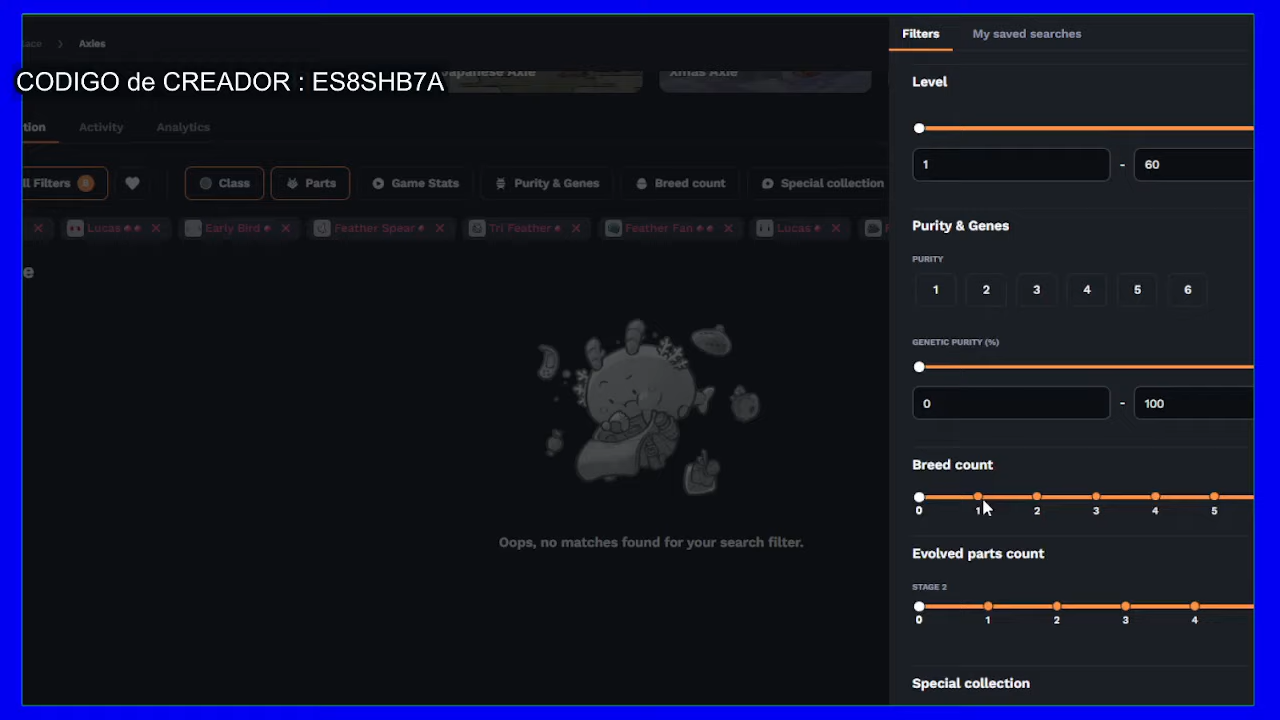 Axies
CODIGO de CREADOR : ES8SHB7A
Japanese Axie
Xmas Axie
Activity
Analytics
Filters
Class
Parts
Game Stats
Purity & Genes
Breed count
Special collection
Lucas
Early Bird
Feather Spear
Tri Feather
Feather Fan
Lucas
Oops, no matches found for your search filter.
Filters
My saved searches
Level
1 - 60
Purity & Genes
PURITY
1 2 3 4 5 6
GENETIC PURITY (%)
0 - 100
Breed count
0 1 2 3 4 5
Evolved parts count
STAGE 2
0 1 2 3 4
Special collection